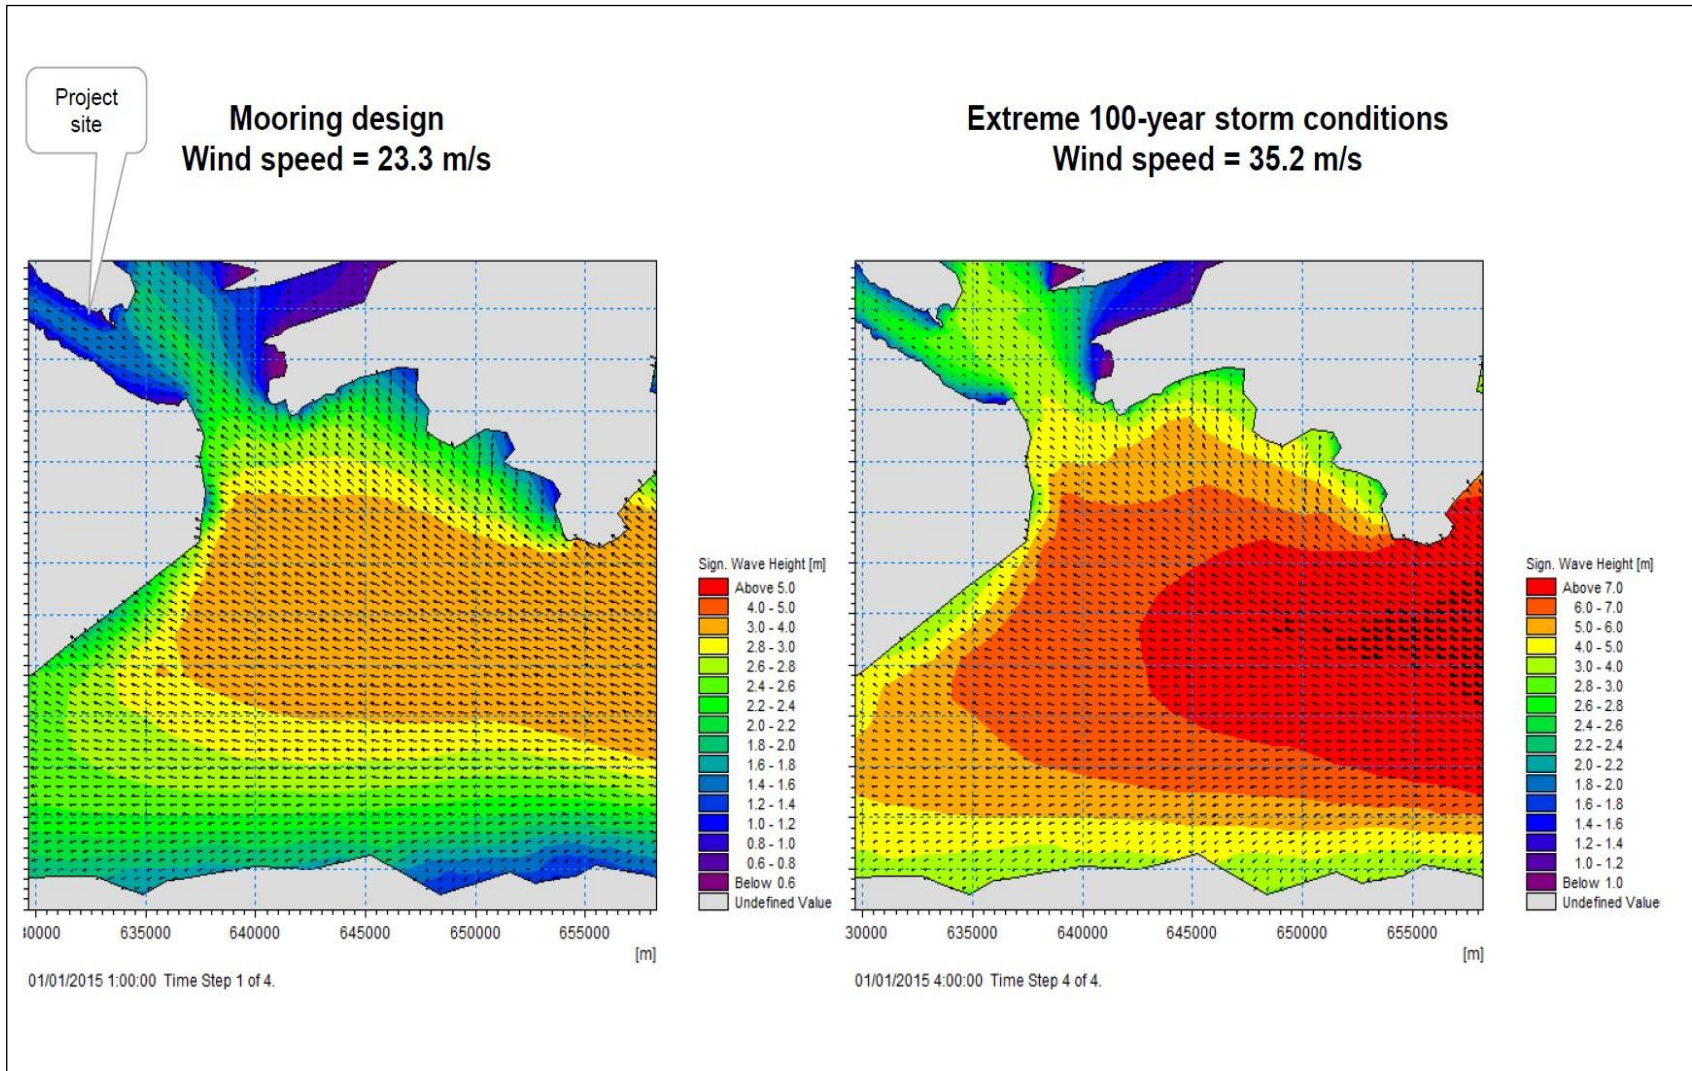 Project
site
Mooring design
Wind speed = 23.3 m/s
Extreme 100-year storm conditions
Wind speed = 35.2 m/s
Sign. Wave Height [m]
Above 5.0
4.0 - 5.0
3.0 - 4.0
2.8 - 3.0
2.6 - 2.8
2.4 - 2.6
2.2 - 2.4
2.0 - 2.2
1.8 - 2.0
1.6 - 1.8
1.4 - 1.6
1.2 - 1.4
1.0 - 1.2
0.8 - 1.0
0.6 - 0.8
Below 0.6
Undefined Value
30000 635000 640000 645000 650000 655000
[m]
01/01/2015 1:00:00 Time Step 1 of 4.
Sign. Wave Height [m]
Above 7.0
6.0 - 7.0
5.0 - 6.0
4.0 - 5.0
3.0 - 4.0
2.8 - 3.0
2.6 - 2.8
2.4 - 2.6
2.2 - 2.4
2.0 - 2.2
1.8 - 2.0
1.6 - 1.8
1.4 - 1.6
1.2 - 1.4
1.0 - 1.2
Below 1.0
Undefined Value
30000 635000 640000 645000 650000 655000
[m]
01/01/2015 4:00:00 Time Step 4 of 4.